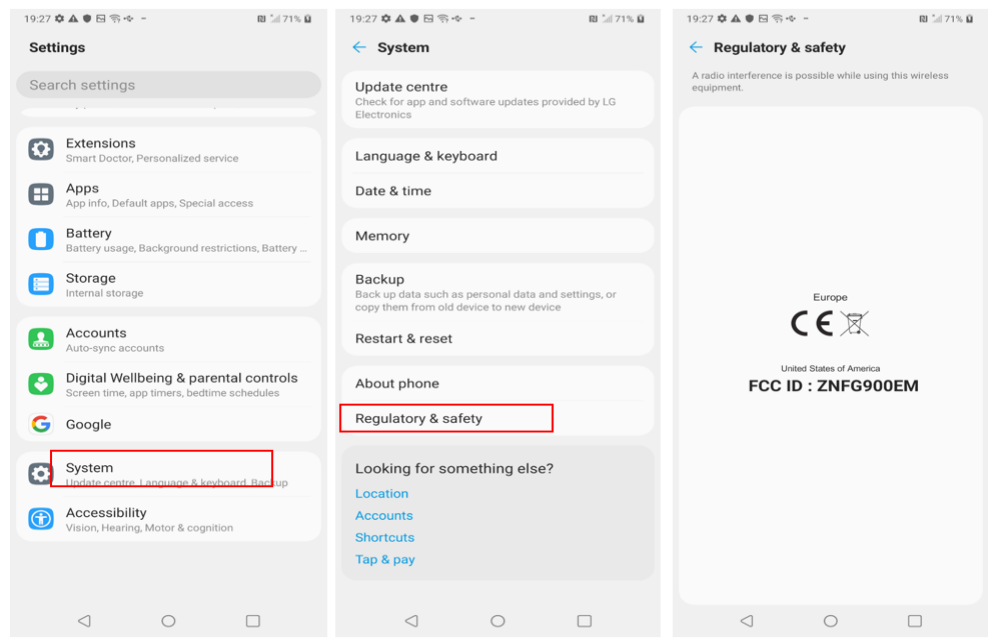 19:27
71%
Settings
Search settings
Extensions
Smart Doctor, Personalized service
Apps
App info, Default apps, Special access
Battery
Battery usage, Background restrictions, Battery ...
Storage
Internal storage
Accounts
Auto-sync accounts
Digital Wellbeing & parental controls
Screen time, app timers, bedtime schedules
Google
System
Update centre, Language & keyboard, Backup
Accessibility
Vision, Hearing, Motor & cognition
19:27
71%
System
Update centre
Check for app and software updates provided by LG
Electronics
Language & keyboard
Date & time
Memory
Backup
Back up data such as personal data and settings, or
copy them from old device to new device
Restart & reset
About phone
Regulatory & safety
Looking for something else?
Location
Accounts
Shortcuts
Tap & pay
19:27
71%
Regulatory & safety
A radio interference is possible while using this wireless
equipment.
Europe
CE
United States of America
FCC ID : ZNFG900EM